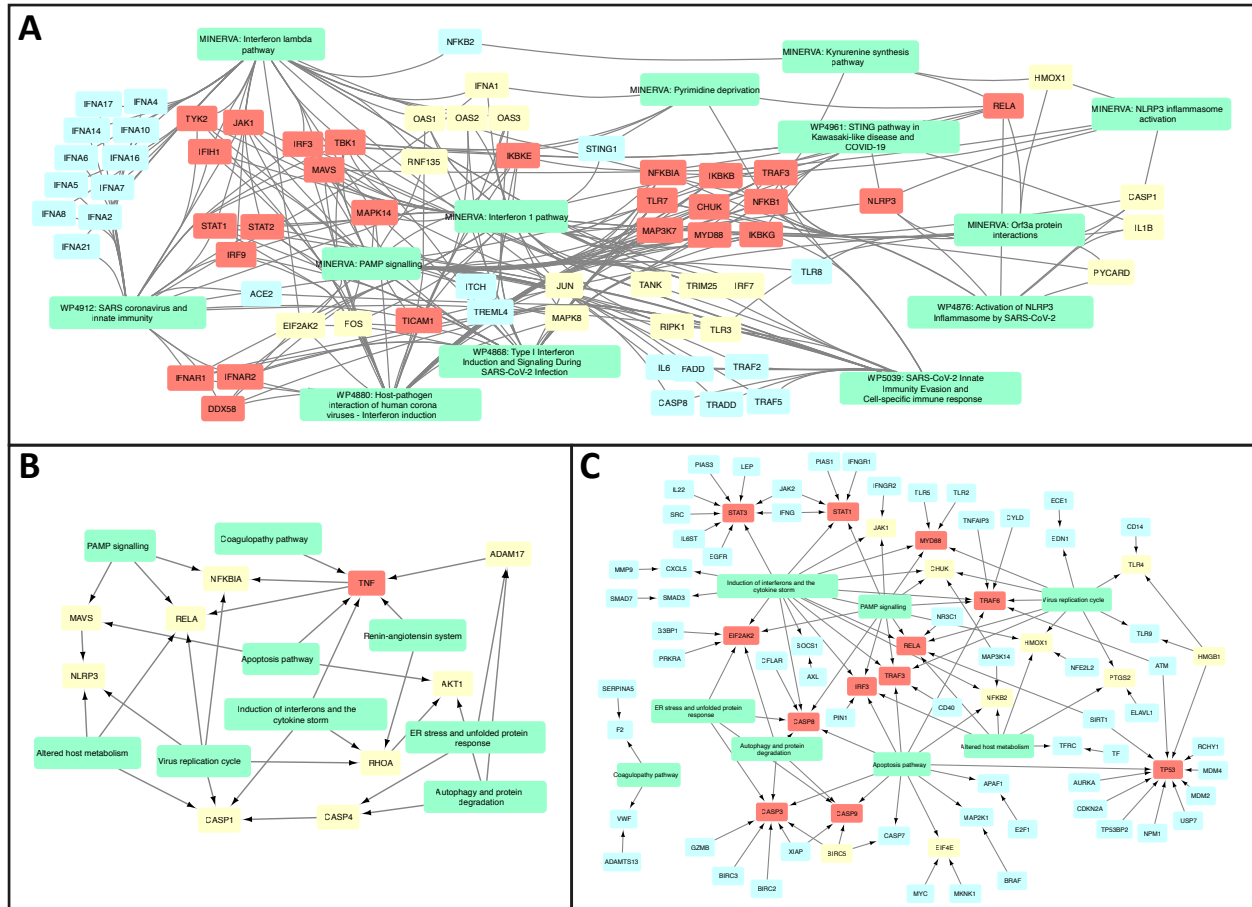 A
MINERVA: Interferon lambda
pathway
NFKB2
MINERVA: Kynurenine synthesis
pathway
IFNA17
IFNA4
IFNA1
MINERVA: Pyrimidine deprivation
HMOX1
RELA
MINERVA: NLRP3 inflammasome
activation
TYK2
JAK1
OAS1
OAS2
OAS3
IFNA14
IFNA10
IRF3
TBK1
WP4961: STING pathway in
Kawasaki-like disease and
COVID-19
IFNA6
IFNA16
IFIH1
MAVS
RNF135
IKBKE
STING1
NFKBIA
IKBKB
TRAF3
IFNA5
IFNA7
NLRP3
CASP1
TLR7
CHUK
NFKB1
IFNA8
IFNA2
STAT1
STAT2
MAPK14
MINERVA: Interferon 1 pathway
MAP3K7
MYD88
IKBKG
MINERVA: Orf3a protein
interactions
IL1B
IFNA21
IRF9
MINERVA: PAMP signalling
TLR8
PYCARD
ACE2
ITCH
JUN
TANK
TRIM25
IRF7
WP4912: SARS coronavirus and
innate immunity
TREML4
WP4876: Activation of NLRP3
Inflammasome by SARS-CoV-2
EIF2AK2
FOS
TICAM1
MAPK8
RIPK1
TLR3
WP4868: Type I Interferon
Induction and Signaling During
SARS-CoV-2 Infection
IL6
FADD
TRAF2
IFNAR1
IFNAR2
WP5039: SARS-CoV-2 Innate
Immunity Evasion and
Cell-specific immune response
DDX58
WP4880: Host-pathogen
interaction of human corona
viruses - Interferon induction
CASP8
TRADD
TRAF5
B
PAMP signalling
Coagulopathy pathway
ADAM17
NFKBIA
TNF
MAVS
RELA
Renin-angiotensin system
Apoptosis pathway
NLRP3
AKT1
Induction of interferons and the
cytokine storm
ER stress and unfolded protein
response
Altered host metabolism
Virus replication cycle
RHOA
Autophagy and protein
degradation
CASP1
CASP4
C
PIAS3
LEP
PIAS1
IFNGR1
IL22
JAK2
IFNGR2
TLR5
TLR2
ECE1
SRC
STAT3
IFNG
STAT1
JAK1
TNFAIP3
CYLD
CD14
IL6ST
MYD88
EDN1
EGFR
TLR4
MMP9
CXCL5
CHUK
Induction of interferons and the
cytokine storm
SMAD7
SMAD3
PAMP signalling
TRAF6
Virus replication cycle
G3BP1
EIF2AK2
NR3C1
HMOX1
TLR9
SOCS1
RELA
MAP3K14
HMGB1
PRKRA
CFLAR
AXL
TRAF3
NFE2L2
ATM
IRF3
PTGS2
SERPINA5
NFKB2
ER stress and unfolded protein
response
CASP8
PIN1
CD40
SIRT1
ELAVL1
F2
Autophagy and protein
degradation
Altered host metabolism
TFRC
TF
RCHY1
Coagulopathy pathway
Apoptosis pathway
TP53
MDM4
APAF1
AURKA
MDM2
CDKN2A
VWF
CASP3
CASP9
MAP2K1
USP7
E2F1
TP53BP2
NPM1
ADAMTS13
GZMB
XIAP
BIRC5
CASP7
EIF4E
BIRC3
BIRC2
BRAF
MYC
MKNK1